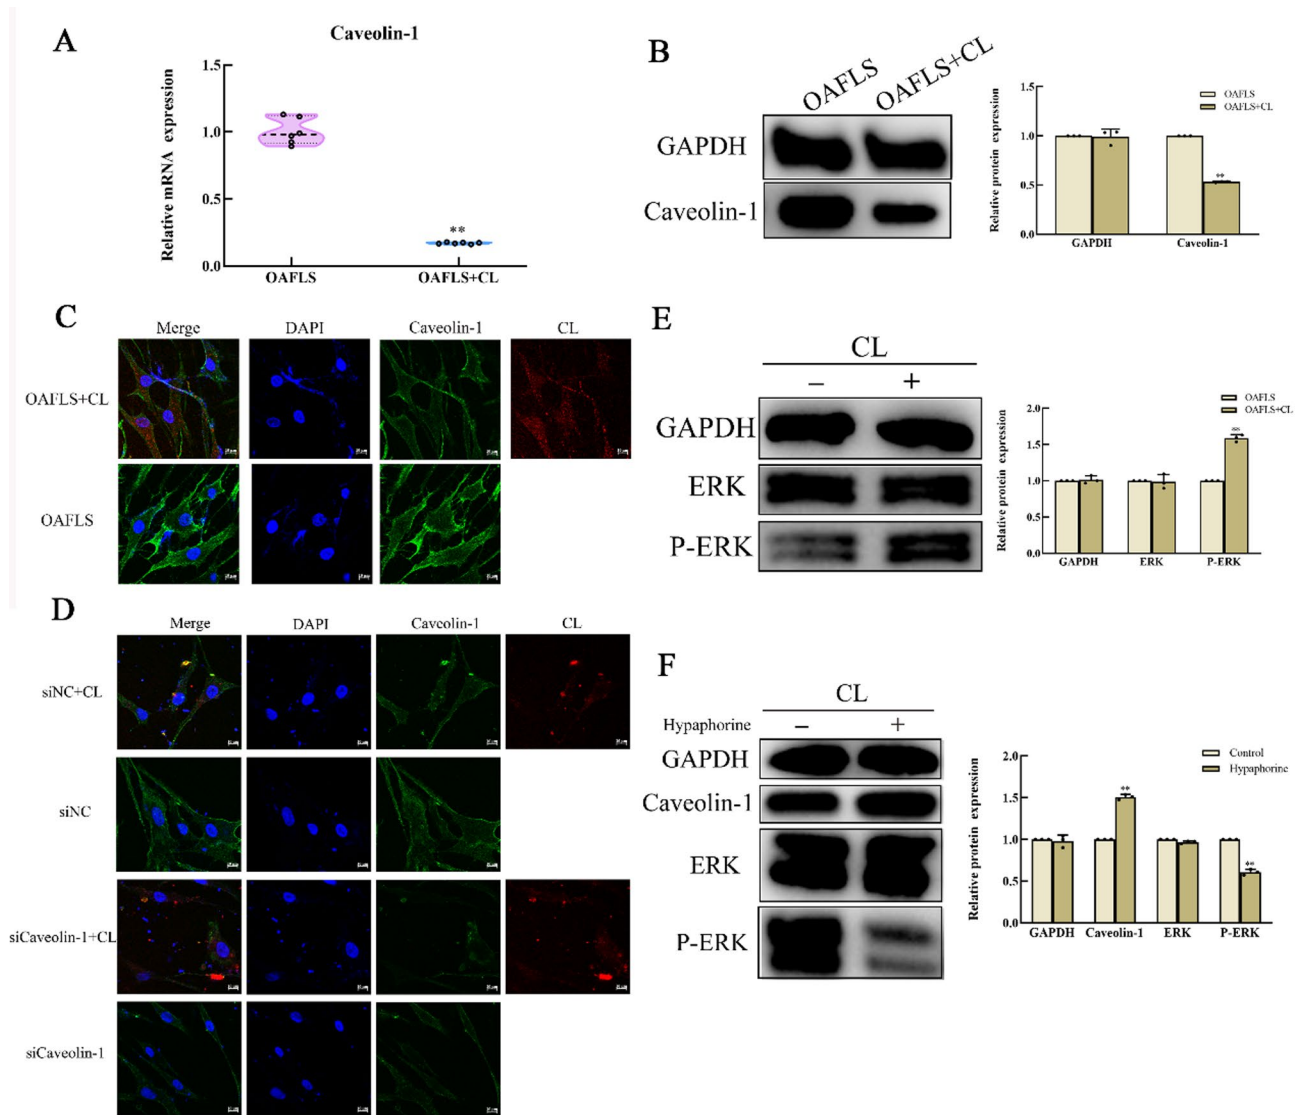 A
Caveolin-1
Relative mRNA expression
1.5
1.0
0.5
0.0
**
OAFLS
OAFLS+CL
B
OAFLS
OAFLS+CL
GAPDH
Caveolin-1
Relative protein expression
1.5
1.0
0.5
0.0
OAFLS
OAFLS+CL
**
GAPDH
Caveolin-1
C
Merge
DAPI
Caveolin-1
CL
OAFLS+CL
OAFLS
D
Merge
DAPI
Caveolin-1
CL
siNC+CL
siNC
siCaveolin-1+CL
siCaveolin-1
E
CL
− +
GAPDH
ERK
P-ERK
Relative protein expression
2.0
1.5
1.0
0.5
0.0
OAFLS
OAFLS+CL
**
GAPDH
ERK
P-ERK
F
CL
Hypaphorine − +
GAPDH
Caveolin-1
ERK
P-ERK
Relative protein expression
2.0
1.5
1.0
0.5
0.0
Control
Hypaphorine
**
**
GAPDH
Caveolin-1
ERK
P-ERK